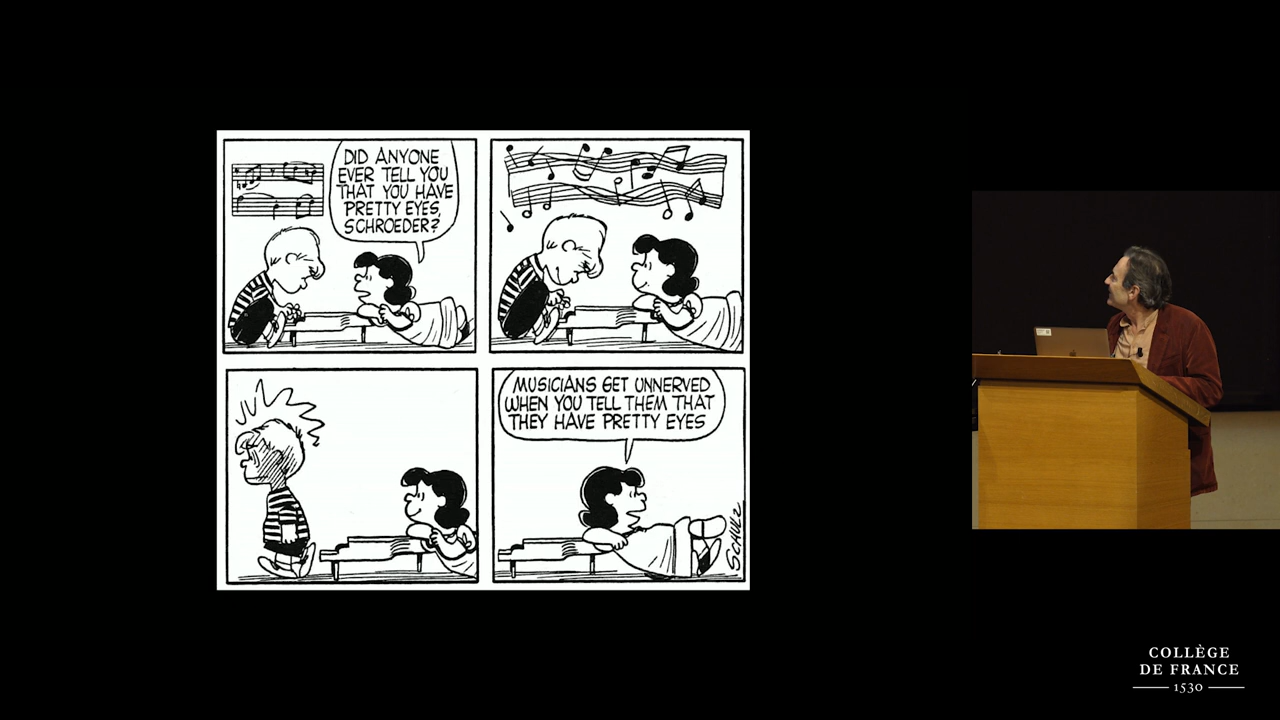 DID ANYONE
EVER TELL YOU
THAT YOU HAVE
PRETTY EYES,
SCHROEDER?
MUSICIANS GET UNNERVED
WHEN YOU TELL THEM THAT
THEY HAVE PRETTY EYES
SCHULZ
COLLÈGE
DE FRANCE
1530